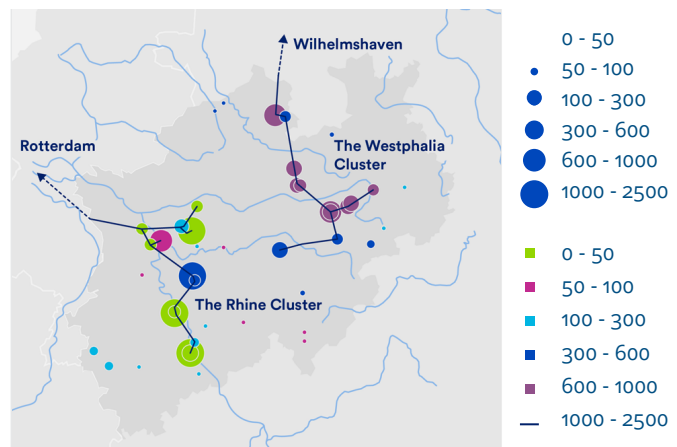 Wilhelmshaven
Rotterdam
The Westphalia
Cluster
The Rhine Cluster
0 - 50
50 - 100
100 - 300
300 - 600
600 - 1000
1000 - 2500
0 - 50
50 - 100
100 - 300
300 - 600
600 - 1000
1000 - 2500